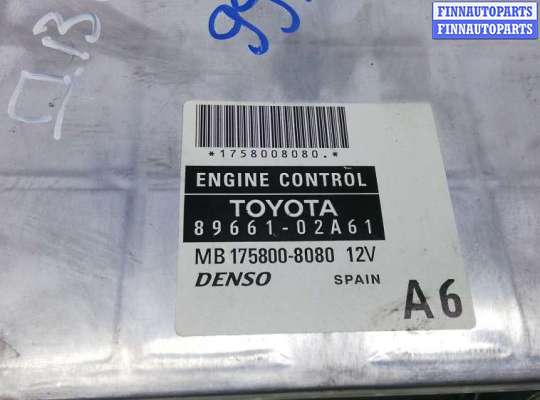 FINNAUTOPARTS
FINNAUTOPARTS
*1758008080.*
ENGINE CONTROL
TOYOTA
89661-02A61
MB 175800-8080 12V
DENSO SPAIN
A6